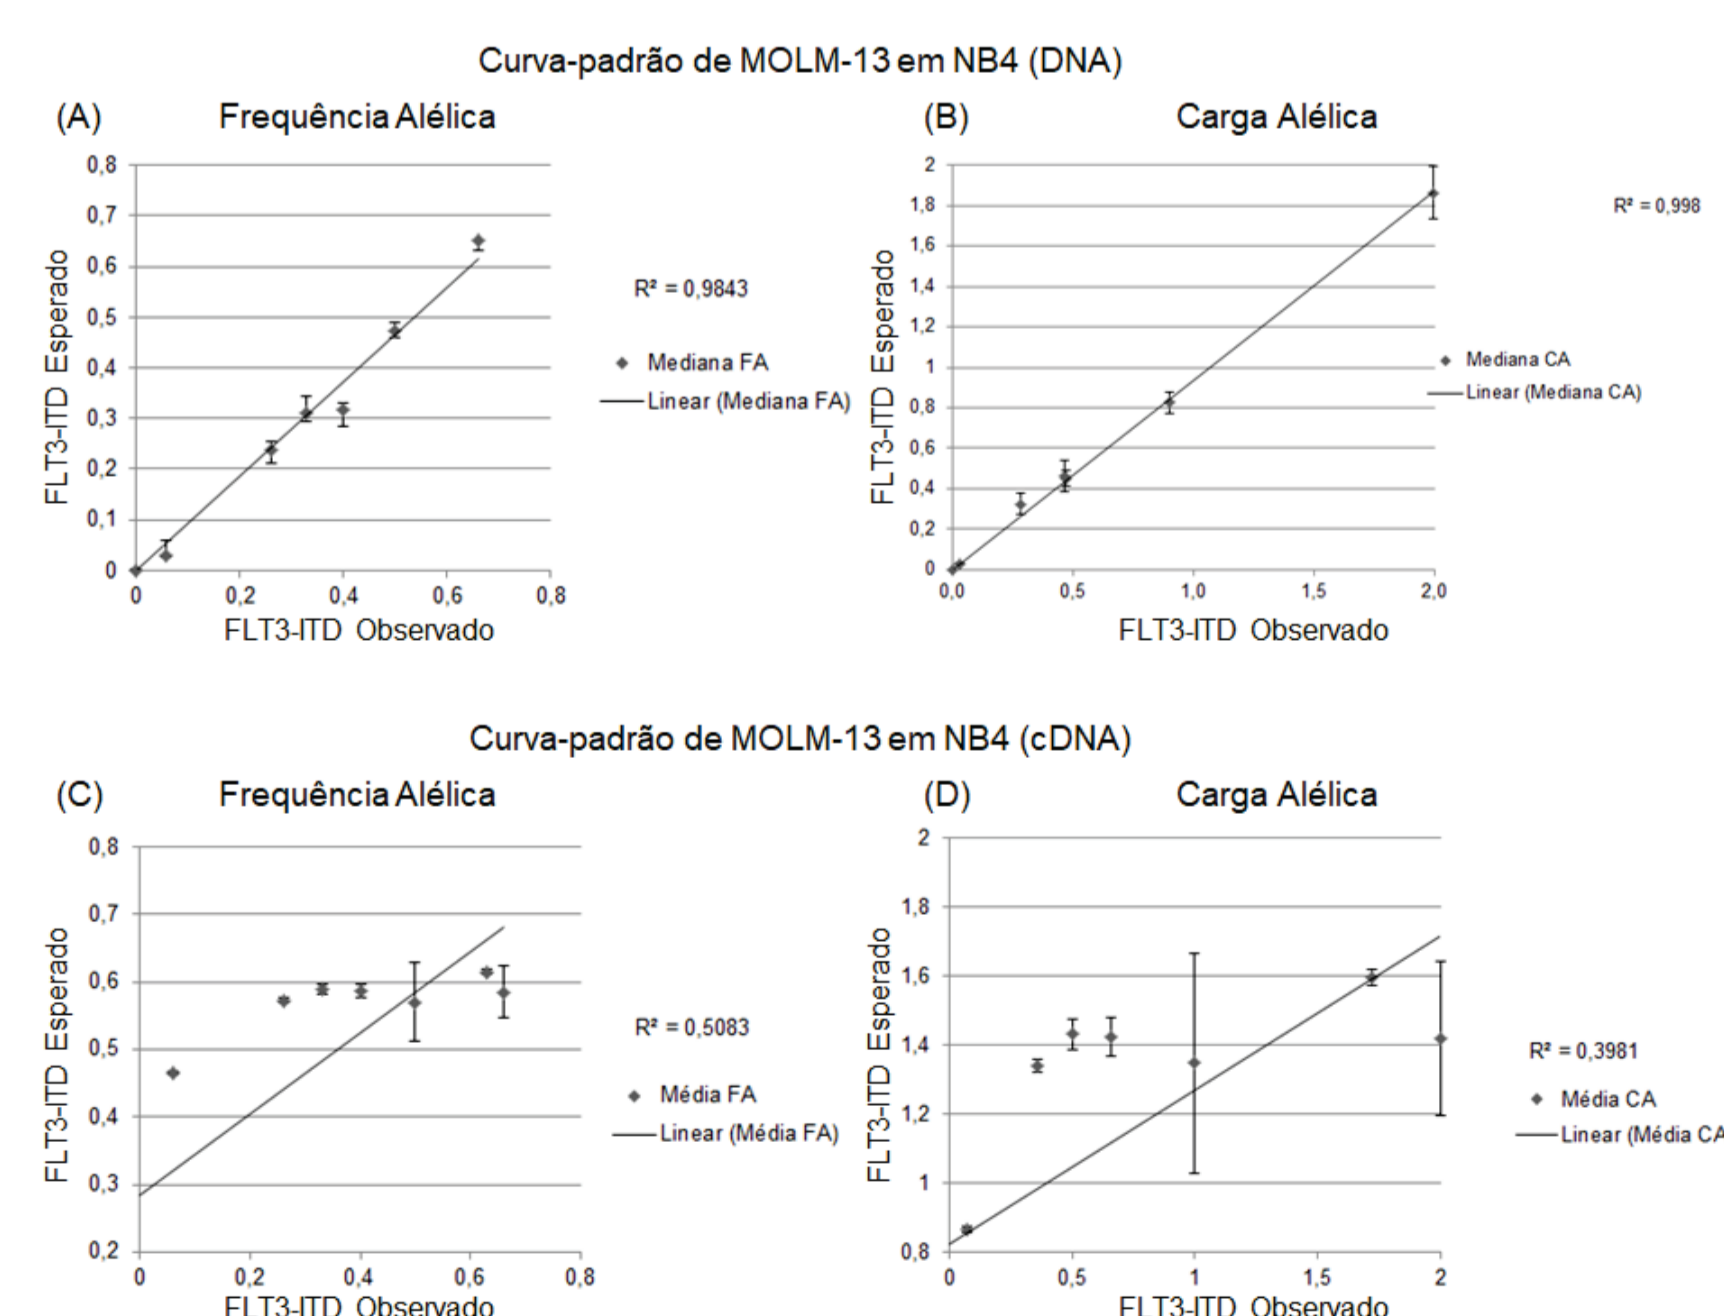 Curva-padrão de MOLM-13 em NB4 (DNA)
(A) Frequência Alélica
0,8
0,7
0,6
0,5
0,4
0,3
0,2
0,1
0
FLT3-ITD Esperado
0 0,2 0,4 0,6 0,8
FLT3-ITD Observado
R² = 0,9843
Mediana FA
Linear (Mediana FA)
(B) Carga Alélica
2
1,8
1,6
1,4
1,2
1
0,8
0,6
0,4
0,2
0
FLT3-ITD Esperado
0,0 0,5 1,0 1,5 2,0
FLT3-ITD Observado
R² = 0,998
Mediana CA
Linear (Mediana CA)
Curva-padrão de MOLM-13 em NB4 (cDNA)
(C) Frequência Alélica
0,8
0,7
0,6
0,5
0,4
0,3
0,2
FLT3-ITD Esperado
0 0,2 0,4 0,6 0,8
FLT3-ITD Observado
R² = 0,5083
Média FA
Linear (Média FA)
(D) Carga Alélica
2
1,8
1,6
1,4
1,2
1
0,8
FLT3-ITD Esperado
0 0,5 1 1,5 2
FLT3-ITD Observado
R² = 0,3981
Média CA
Linear (Média CA